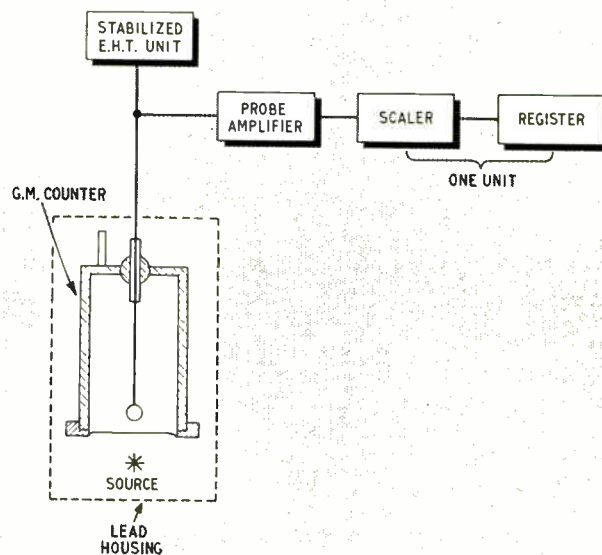 STABILIZED
E.H.T. UNIT
PROBE
AMPLIFIER
SCALER
REGISTER
ONE UNIT
G.M. COUNTER
SOURCE
LEAD
HOUSING